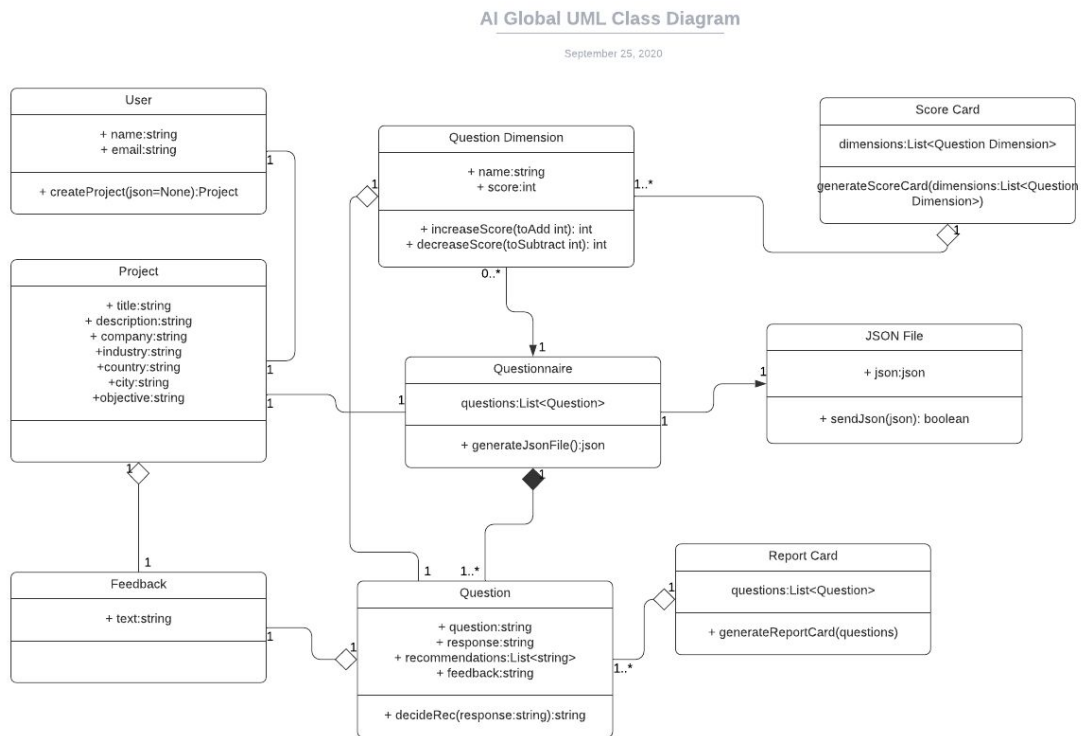 AI Global UML Class Diagram
September 25, 2020
User
+ name:string
+ email:string
+ createProject(json=None):Project
1
Question Dimension
+ name:string
+ score:int
+ increaseScore(toAdd int): int
+ decreaseScore(toSubtract int): int
1
1..*
0..*
Score Card
dimensions:List<Question Dimension>
generateScoreCard(dimensions:List<Question
Dimension>)
1
Project
+ title:string
+ description:string
+ company:string
+industry:string
+country:string
+city:string
+objective:string
1
1
1
Questionnaire
questions:List<Question>
+ generateJsonFile():json
1
1
1
1
JSON File
+ json:json
+ sendJson(json): boolean
1
Feedback
+ text:string
1
1
Question
+ question:string
+ response:string
+ recommendations:List<string>
+ feedback:string
+ decideRec(response:string):string
1
1..*
1
1..*
Report Card
questions:List<Question>
+ generateReportCard(questions)
1